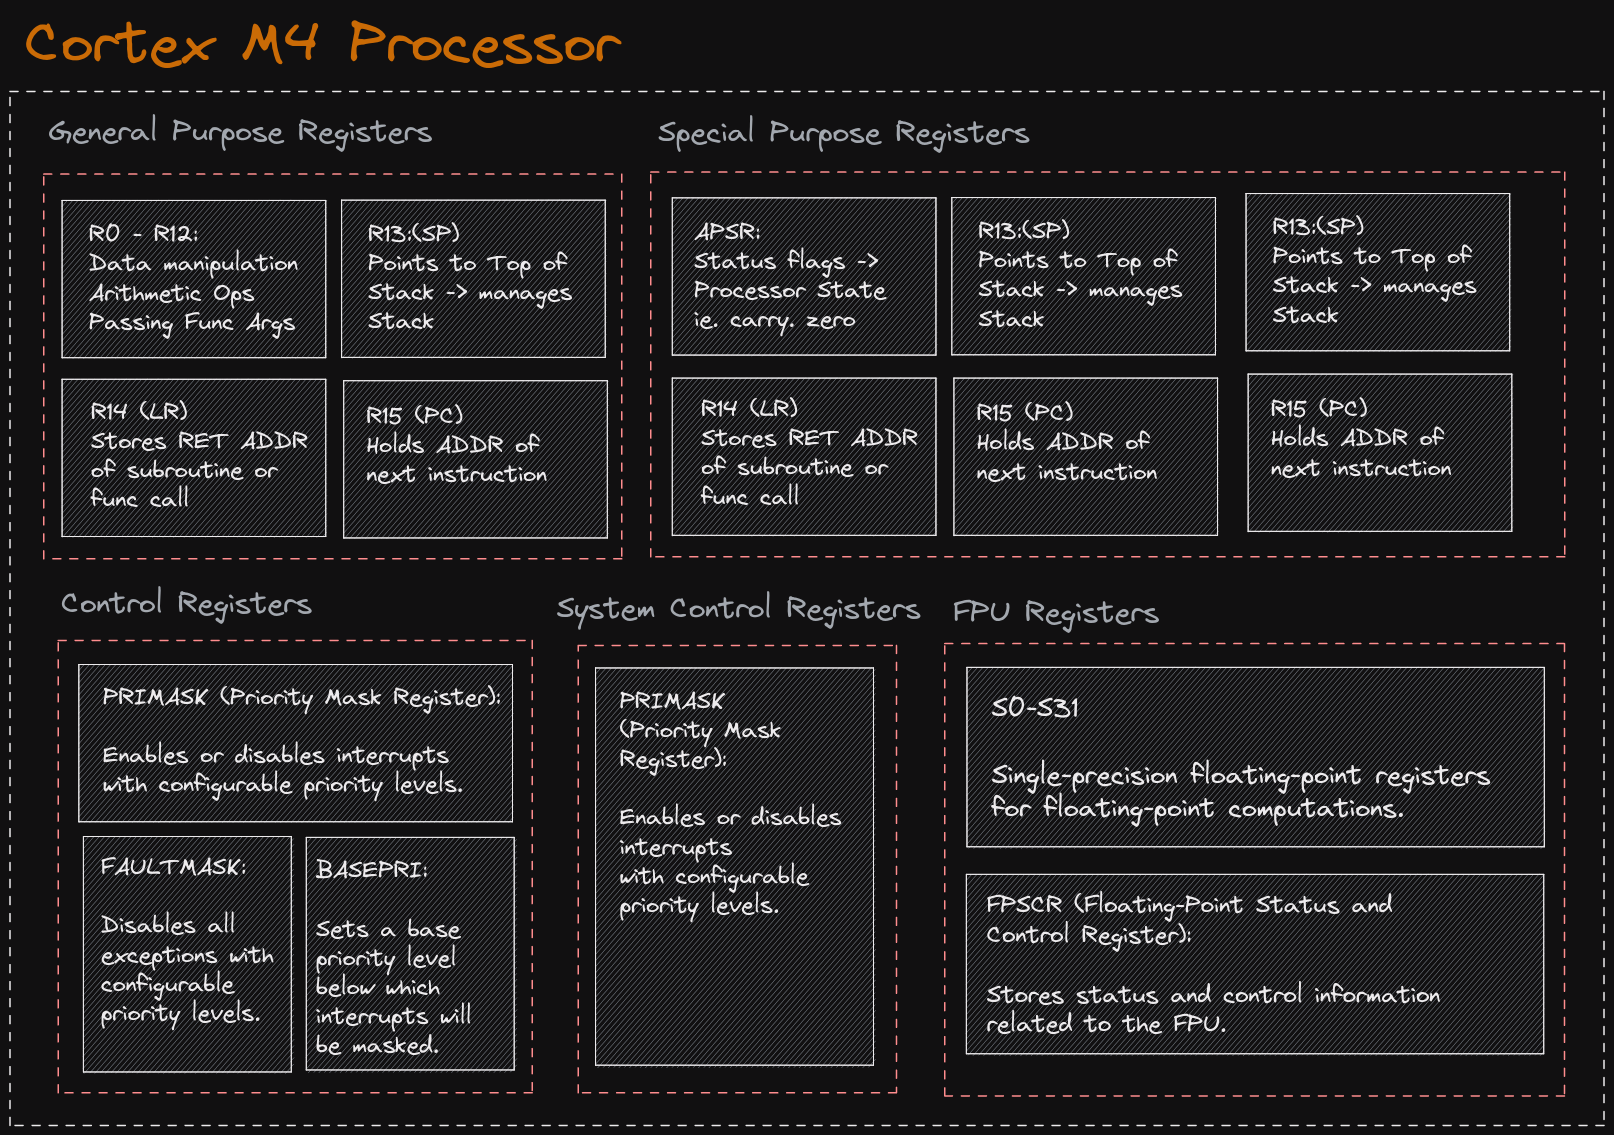 Cortex M4 Processor
General Purpose Registers
R0 - R12:
Data manipulation
Arithmetic Ops
Passing Func Args
R13:(SP)
Points to Top of
Stack -> manages
Stack
R14 (LR)
Stores RET ADDR
of subroutine or
func call
R15 (PC)
Holds ADDR of
next instruction
Special Purpose Registers
APSR:
Status flags ->
Processor State
ie. carry. zero
R13:(SP)
Points to Top of
Stack -> manages
Stack
R13:(SP)
Points to Top of
Stack -> manages
Stack
R14 (LR)
Stores RET ADDR
of subroutine or
func call
R15 (PC)
Holds ADDR of
next instruction
R15 (PC)
Holds ADDR of
next instruction
Control Registers
PRIMASK (Priority Mask Register):
Enables or disables interrupts
with configurable priority levels.
FAULTMASK:
Disables all
exceptions with
configurable
priority levels.
BASEPRI:
Sets a base
priority level
below which
interrupts will
be masked.
System Control Registers
PRIMASK
(Priority Mask
Register):
Enables or disables
interrupts
with configurable
priority levels.
FPU Registers
S0-S31
Single-precision floating-point registers
for floating-point computations.
FPSCR (Floating-Point Status and
Control Register):
Stores status and control information
related to the FPU.